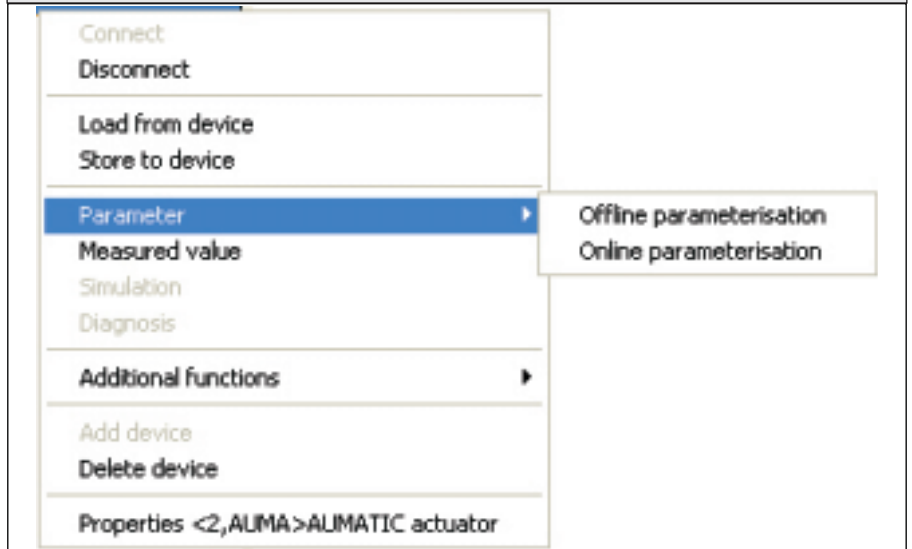 Connect
Disconnect
Load from device
Store to device
Parameter
Offline parameterisation
Online parameterisation
Measured value
Simulation
Diagnosis
Additional functions
Add device
Delete device
Properties <2,AUMA>AUMATIC actuator